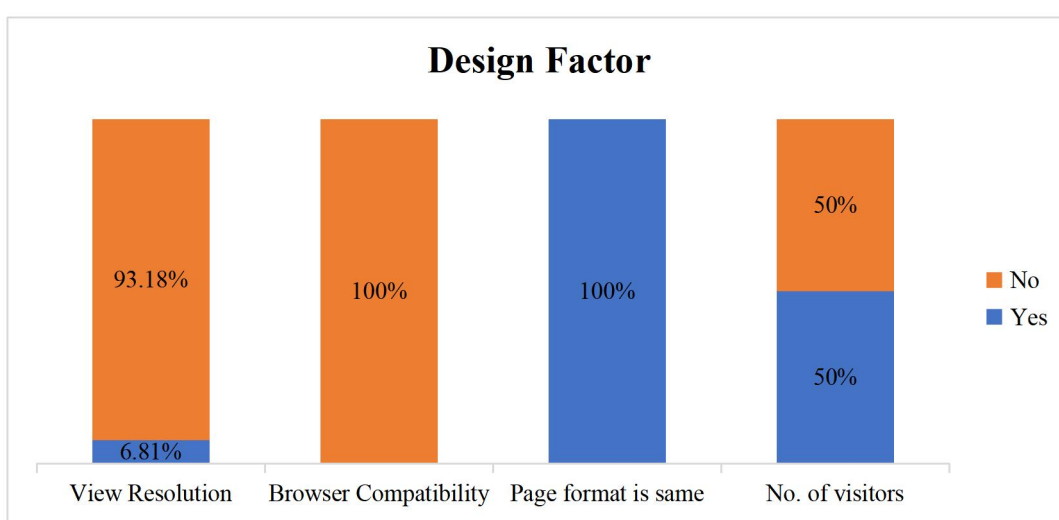 Design Factor
93.18%
6.81%
100%
100%
50%
50%
No
Yes
View Resolution
Browser Compatibility
Page format is same
No. of visitors